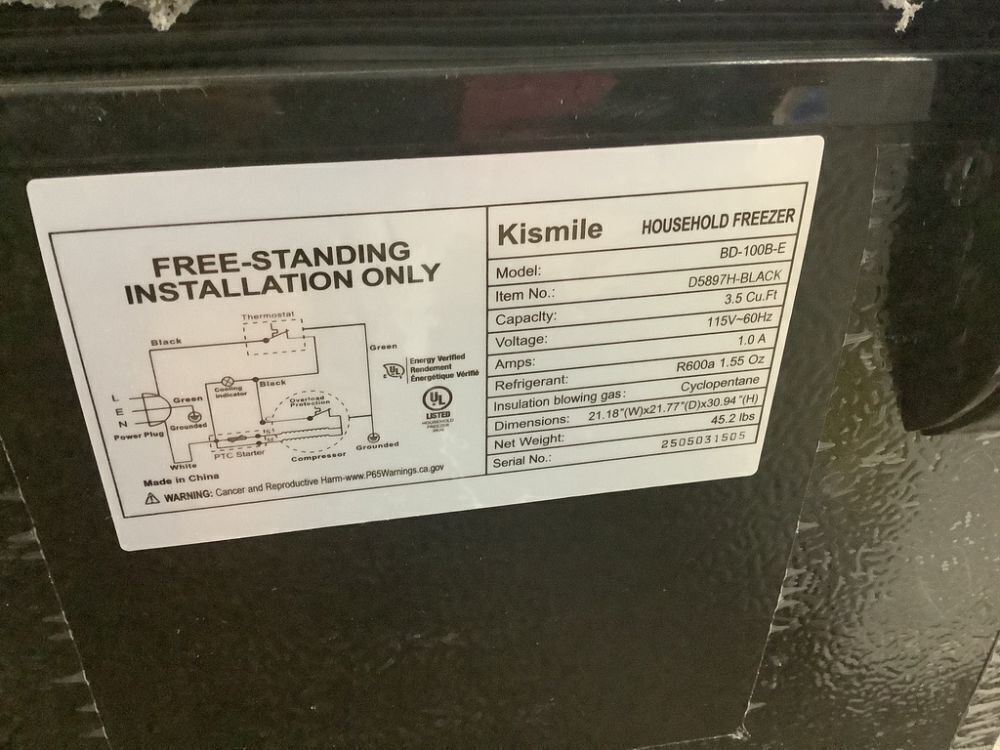 FREE-STANDING
INSTALLATION ONLY
Thermostat
Black
Green
Cooling
indicator
Black
Overload
Protection
L
E
N
Green
Grounded
Power Plug
White
PTC Starter
Compressor
Grounded
Energy Verified
Rendement
Énergétique Vérifié
UL
LISTED
HOUSEHOLD
FREEZER
Made in China
WARNING: Cancer and Reproductive Harm-www.P65Warnings.ca.gov
Kismile HOUSEHOLD FREEZER
Model: BD-100B-E
Item No.: D5897H-BLACK
Capacity: 3.5 Cu.Ft
Voltage: 115V~60Hz
Amps: 1.0 A
Refrigerant: R600a 1.55 Oz
Insulation blowing gas: Cyclopentane
Dimensions: 21.18"(W)x21.77"(D)x30.94"(H)
Net Weight: 45.2 lbs
Serial No.: 2505031505